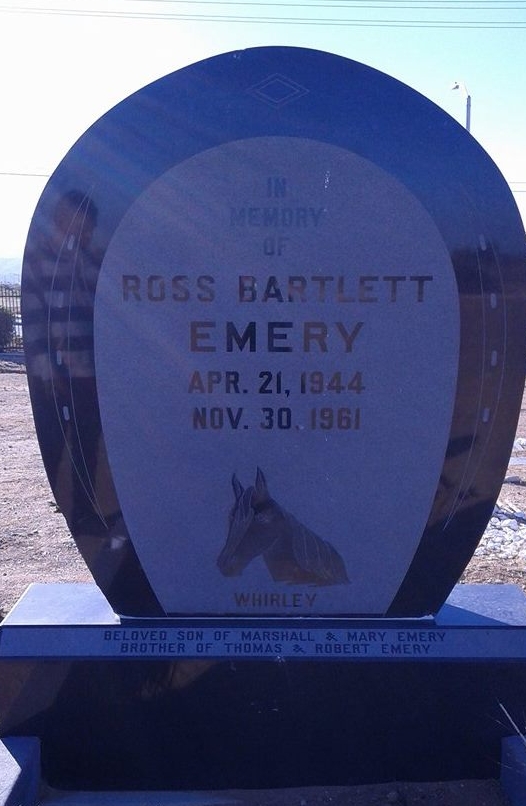 IN
MEMORY
OF
ROSS BARTLETT
EMERY
APR. 21, 1944
NOV. 30, 1961
WHIRLEY
BELOVED SON OF MARSHALL & MARY EMERY
BROTHER OF THOMAS & ROBERT EMERY